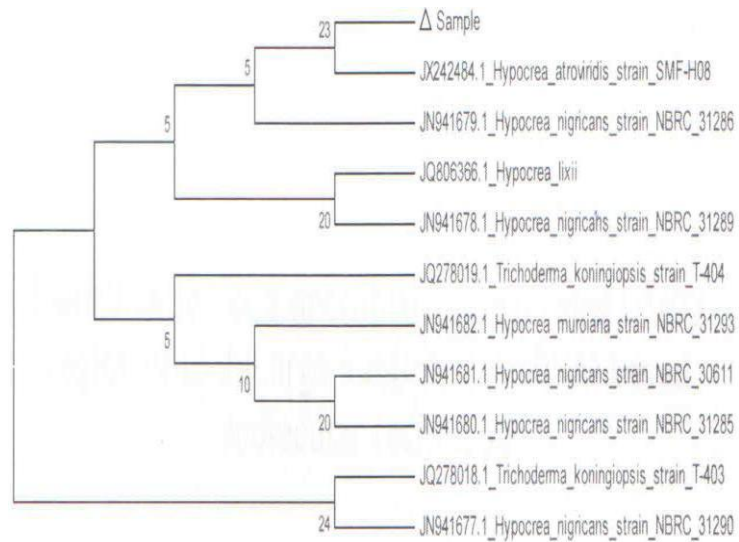 23
Δ Sample
5
JX242484.1_Hypocrea_atroviridis_strain_SMF-H08
5
JN941679.1_Hypocrea_nigricans_strain_NBRC_31286
JQ806366.1_Hypocrea_lixii
20
JN941678.1_Hypocrea_nigricans_strain_NBRC_31289
JQ278019.1_Trichoderma_koningiopsis_strain_T-404
5
JN941682.1_Hypocrea_muroiana_strain_NBRC_31293
10
JN941681.1_Hypocrea_nigricans_strain_NBRC_30611
20
JN941680.1_Hypocrea_nigricans_strain_NBRC_31285
JQ278018.1_Trichoderma_koningiopsis_strain_T-403
24
JN941677.1_Hypocrea_nigricans_strain_NBRC_31290